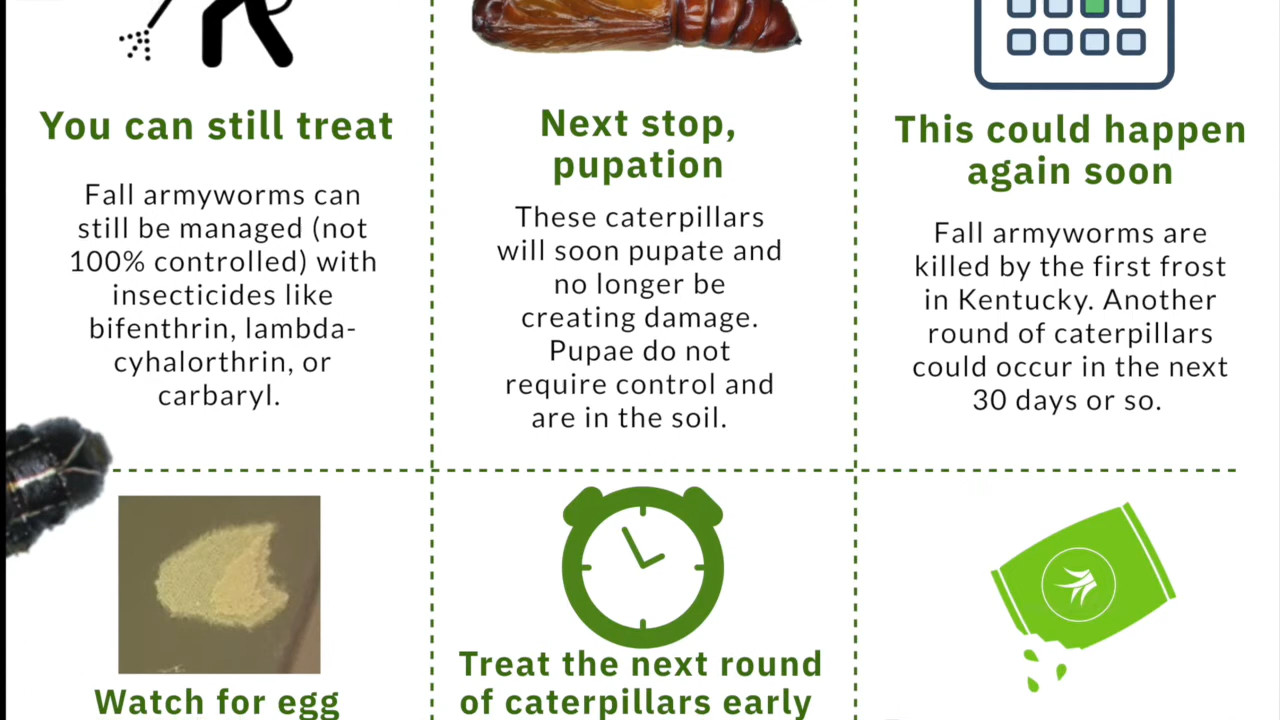 You can still treat
Fall armyworms can
still be managed (not
100% controlled) with
insecticides like
bifenthrin, lambda-
cyhalorthrin, or
carbaryl.
Next stop,
pupation
These caterpillars
will soon pupate and
no longer be
creating damage.
Pupae do not
require control and
are in the soil.
This could happen
again soon
Fall armyworms are
killed by the first frost
in Kentucky. Another
round of caterpillars
could occur in the next
30 days or so.
Watch for egg
Treat the next round
of caterpillars early